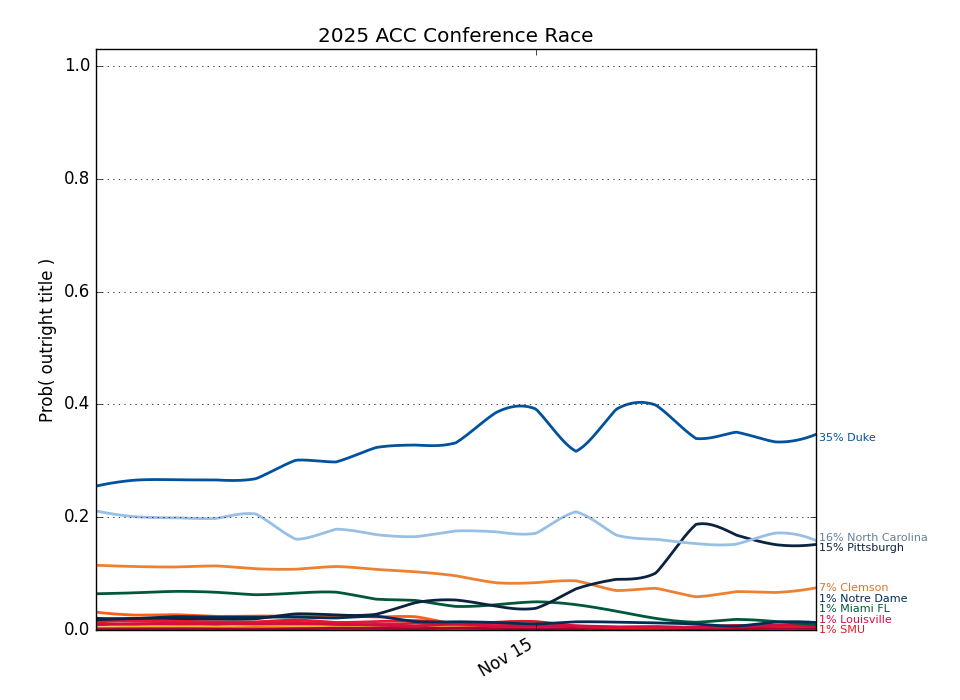 2025 ACC Conference Race
Prob( outright title )
1.0
0.8
0.6
0.4
0.2
0.0
Nov 15
35% Duke
16% North Carolina
15% Pittsburgh
7% Clemson
1% Notre Dame
1% Miami FL
1% Louisville
1% SMU